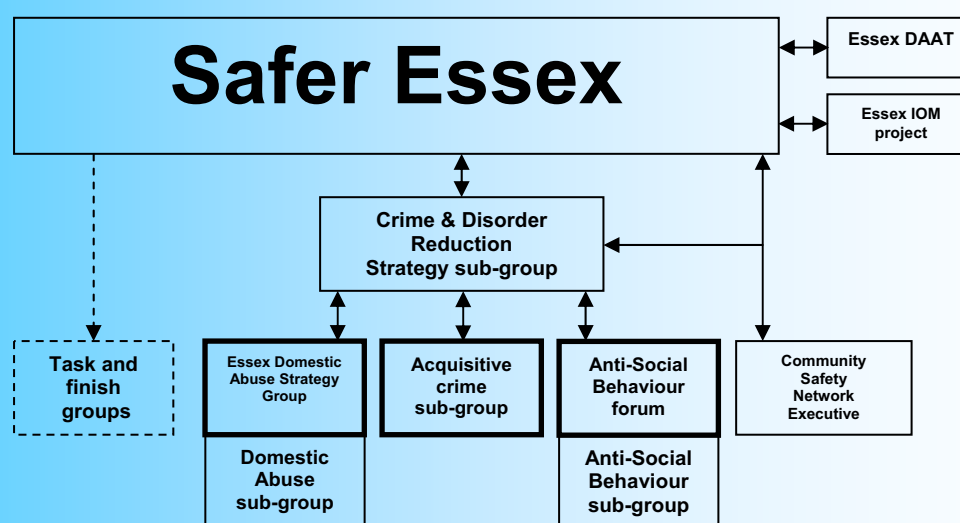 Safer Essex
Essex DAAT
Essex IOM
project
Crime & Disorder
Reduction
Strategy sub-group
Task and
finish
groups
Essex Domestic
Abuse Strategy
Group
Acquisitive
crime
sub-group
Anti-Social
Behaviour
forum
Community
Safety
Network
Executive
Domestic
Abuse
sub-group
Anti-Social
Behaviour
sub-group